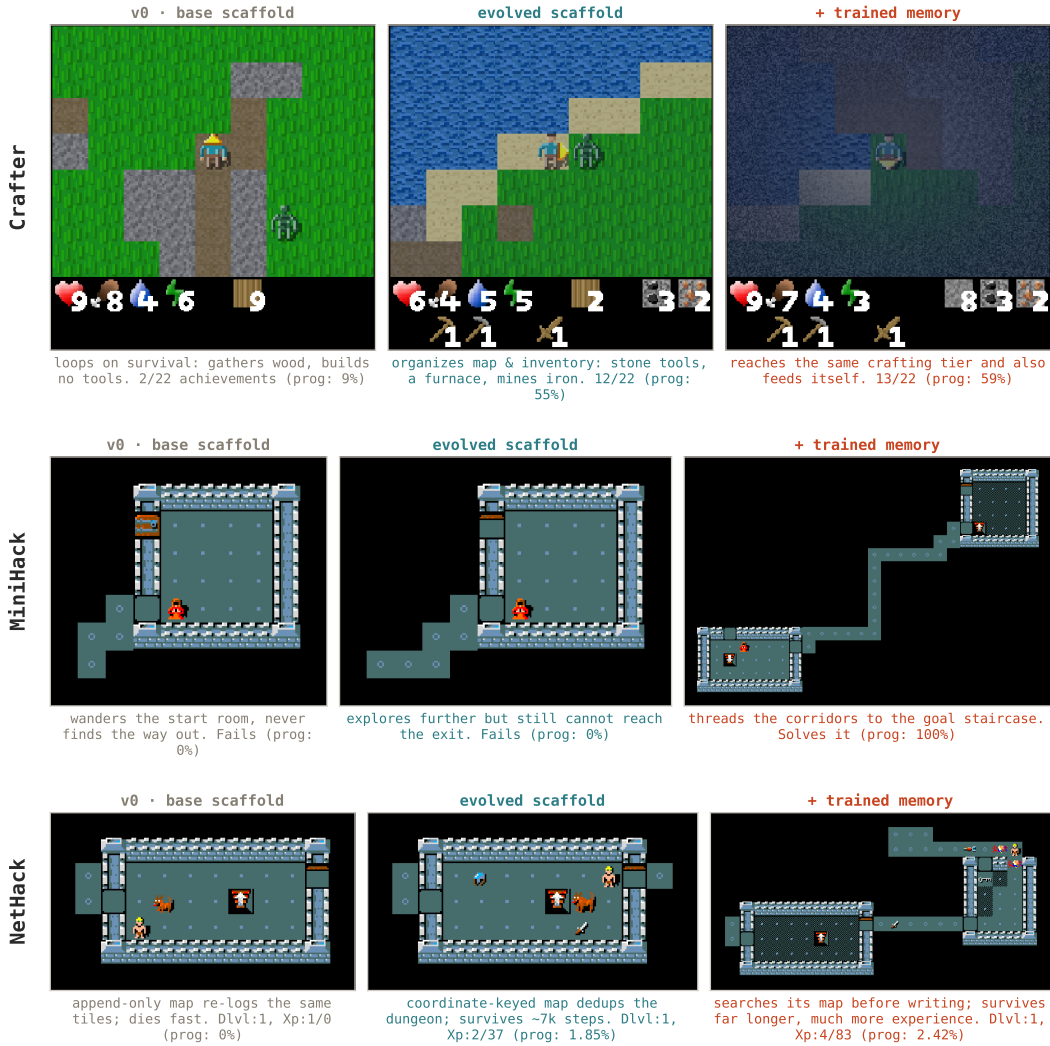 v0 · base scaffold
evolved scaffold
+ trained memory
Crafter
9 8 4 6 9
6 4 5 5 2 3 2
1 1 1
9 7 4 3 8 3 2
1 1 1
loops on survival: gathers wood, builds
no tools. 2/22 achievements (prog: 9%)
organizes map & inventory: stone tools,
a furnace, mines iron. 12/22 (prog:
55%)
reaches the same crafting tier and also
feeds itself. 13/22 (prog: 59%)
v0 · base scaffold
evolved scaffold
+ trained memory
MiniHack
wanders the start room, never
finds the way out. Fails (prog:
0%)
explores further but still cannot reach
the exit. Fails (prog: 0%)
threads the corridors to the goal staircase.
Solves it (prog: 100%)
v0 · base scaffold
evolved scaffold
+ trained memory
NetHack
append-only map re-logs the same
tiles; dies fast. Dlvl:1, Xp:1/0
(prog: 0%)
coordinate-keyed map dedups the
dungeon; survives ~7k steps. Dlvl:1,
Xp:2/37 (prog: 1.85%)
searches its map before writing; survives
far longer, much more experience. Dlvl:1,
Xp:4/83 (prog: 2.42%)